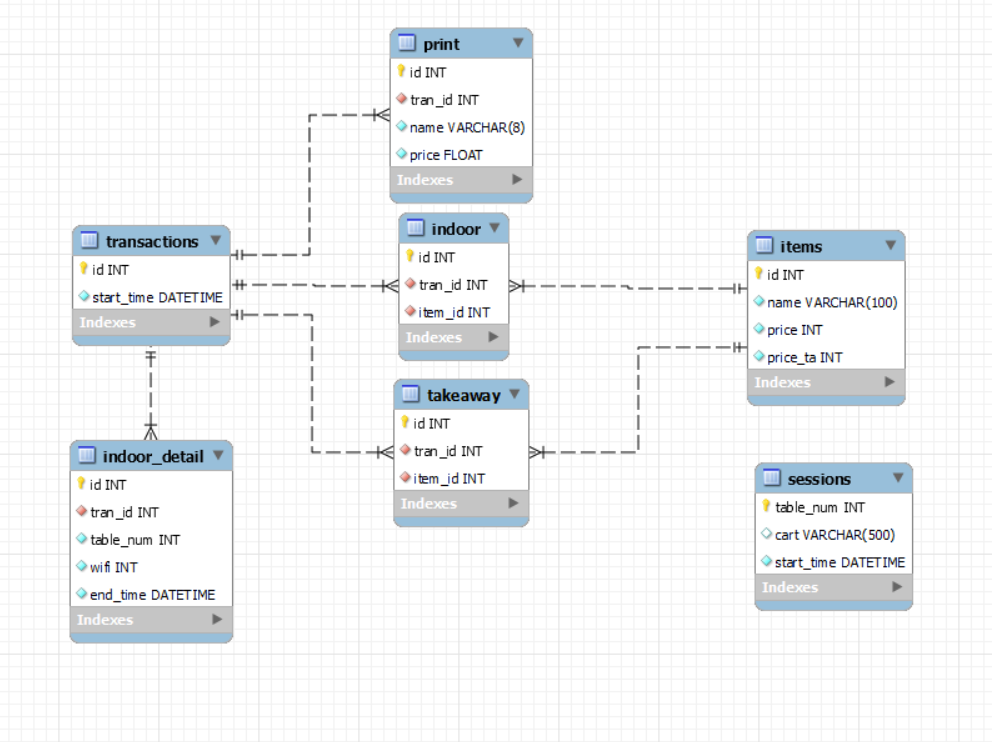 print
id INT
tran_id INT
name VARCHAR(8)
price FLOAT
Indexes
transactions
id INT
start_time DATETIME
Indexes
indoor
id INT
tran_id INT
item_id INT
Indexes
items
id INT
name VARCHAR(100)
price INT
price_ta INT
Indexes
takeaway
id INT
tran_id INT
item_id INT
Indexes
indoor_detail
id INT
tran_id INT
table_num INT
wifi INT
end_time DATETIME
Indexes
sessions
table_num INT
cart VARCHAR(500)
start_time DATETIME
Indexes